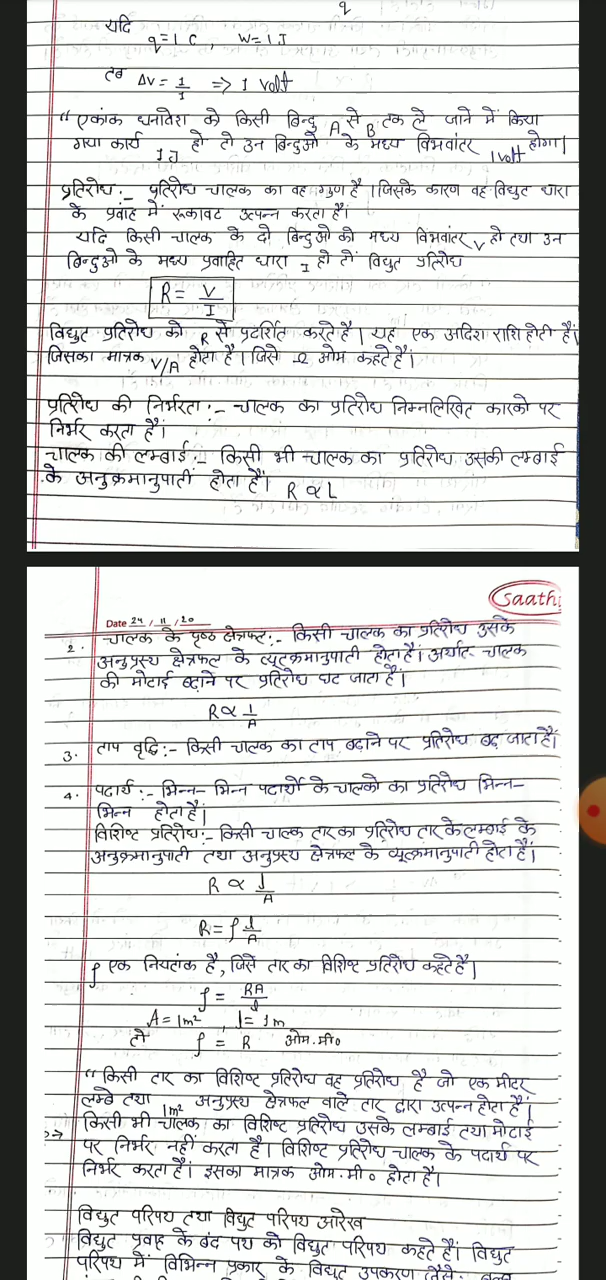 q
यदि
q=1 C , W=1 J
तब ΔV = 1/1 => 1 Volt
"एकांक धनावेश को किसी बिन्दु A से B तक ले जाने में किया
गया कार्य 1J हो तो उन बिन्दुओ के मध्य विभवांतर 1Volt होगा|
प्रतिरोध :- प्रतिरोध चालक का वह गुण है | जिसके कारण वह विधुत धारा
के प्रवाह में रूकावट उत्पन्न करता है|
यदि किसी चालक के दो बिन्दुओ को मध्य विभवांतर V हो तथा उन
बिन्दुओ के मध्य प्रवाहित धारा I हो तों विधुत प्रतिरोध
R = V/I
विधुत प्रतिरोध को R से प्रदर्शित करते है | यह एक अदिश राशि होती है|
जिसका मात्रक V/A होता है | जिसे Ω ओम कहते है|
प्रतिरोध की निर्भरता :- चालक का प्रतिरोध निम्नलिखित कारको पर
निर्भर करता है|
चालक की लम्बाई :- किसी भी चालक का प्रतिरोध उसकी लम्बाई
के अनुक्रमानुपाती होता है| R ∝ L
Saathi
Date 24 / 11 / 20
2. चालक के पृष्ठ क्षेत्रफल :- किसी चालक का प्रतिरोध उसके
अनुप्रस्थ क्षेत्रफल के व्युत्क्रमानुपाती होता है| अर्थात चालक
की मोटाई बढ़ाने पर प्रतिरोध घट जाता है|
R ∝ 1/A
3. ताप वृद्धि :- किसी चालक का ताप बढ़ाने पर प्रतिरोध बढ़ जाता है|
4. पदार्थ :- भिन्न- भिन्न पदार्थो के चालको का प्रतिरोध भिन्न-
भिन्न होता है|
विशिष्ट प्रतिरोध:- किसी चालक तार का प्रतिरोध तार के लम्बाई के
अनुक्रमानुपाती तथा अनुप्रस्थ क्षेत्रफल के व्युत्क्रमानुपाती होता है|
R ∝ l/A
R = ρ l/A
ρ एक नियतांक है, जिसे तार का विशिष्ट प्रतिरोध कहते है|
ρ = RA/l
A = 1m² , l = 1m
तो ρ = R ओम.मी०
"किसी तार का विशिष्ट प्रतिरोध वह प्रतिरोध है जो एक मीटर
लम्बे तथा 1m² अनुप्रस्थ क्षेत्रफल वाले तार द्वारा उत्पन्न होता है|
किसी भी चालक का विशिष्ट प्रतिरोध उसके लम्बाई तथा मोटाई
पर निर्भर नहीं करता है | विशिष्ट प्रतिरोध चालक के पदार्थ पर
निर्भर करता है| इसका मात्रक ओम.मी० होता है|
विधुत परिपथ तथा विधुत परिपथ आरेख
विधुत प्रवाह के बंद पथ को विधुत परिपथ कहते है| विधुत
परिपथ में विभिन्न प्रकार के विधुत उपकरण जैसे